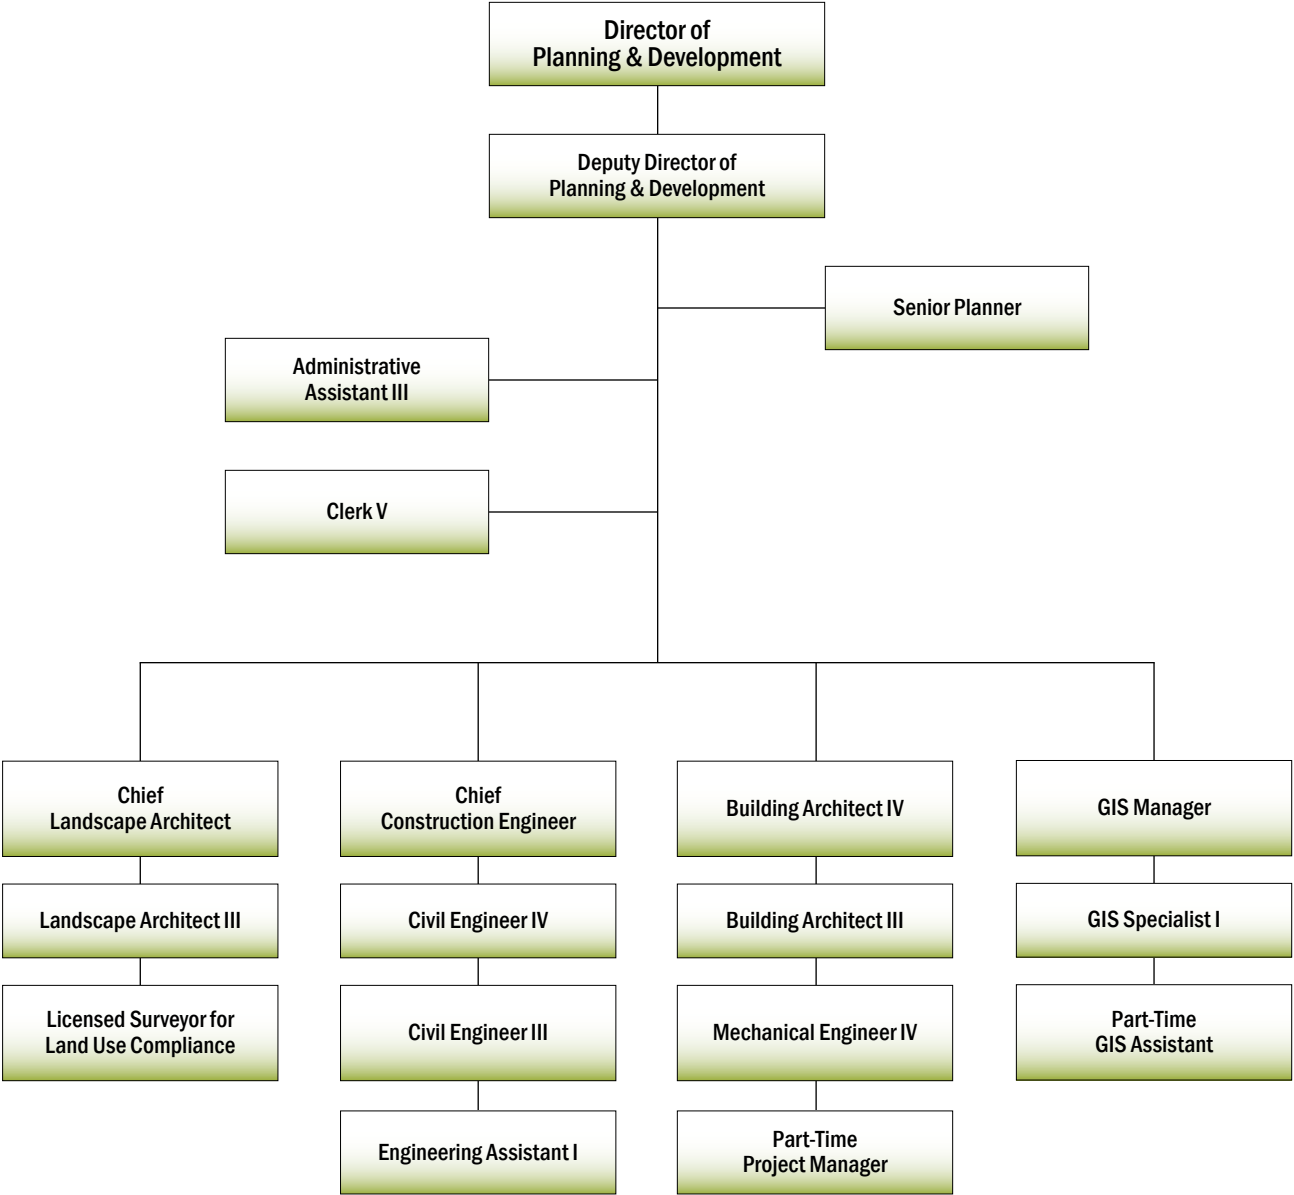 Director of
Planning & Development
Deputy Director of
Planning & Development
Senior Planner
Administrative
Assistant III
Clerk V
Chief
Landscape Architect
Chief
Construction Engineer
Building Architect IV
GIS Manager
Landscape Architect III
Civil Engineer IV
Building Architect III
GIS Specialist I
Licensed Surveyor for
Land Use Compliance
Civil Engineer III
Mechanical Engineer IV
Part-Time
GIS Assistant
Engineering Assistant I
Part-Time
Project Manager